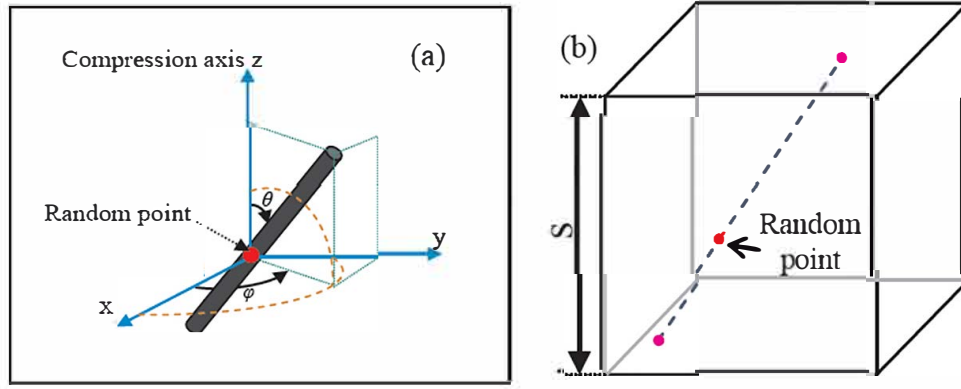 (a)
Compression axis z
θ
Random point
y
x
φ
(b)
S
Random
point